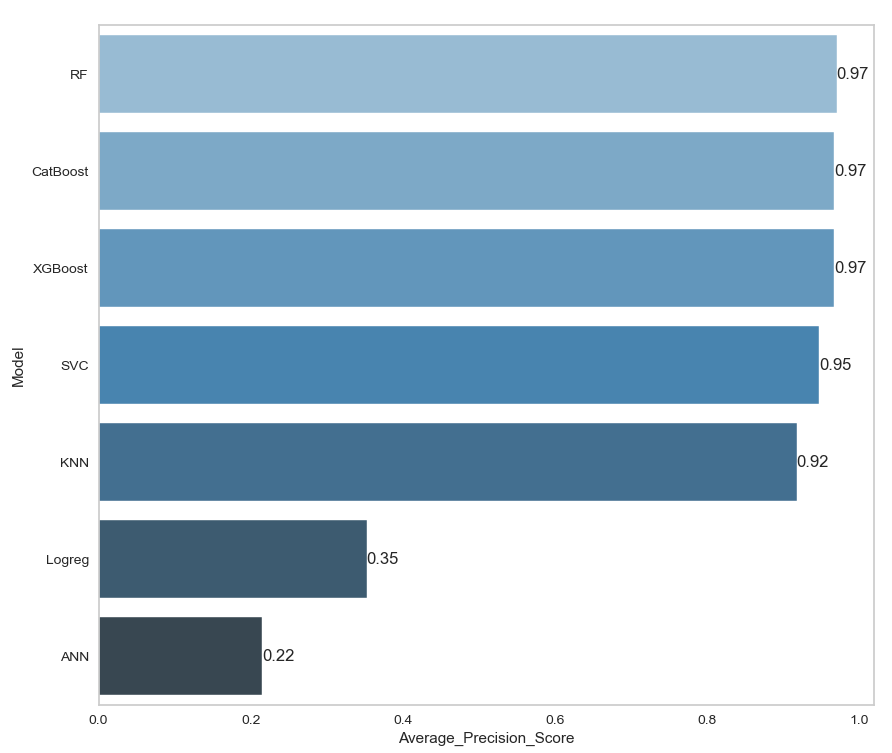 RF 0.97
CatBoost 0.97
XGBoost 0.97
SVC 0.95
KNN 0.92
Logreg 0.35
ANN 0.22
Model
0.0 0.2 0.4 0.6 0.8 1.0
Average_Precision_Score